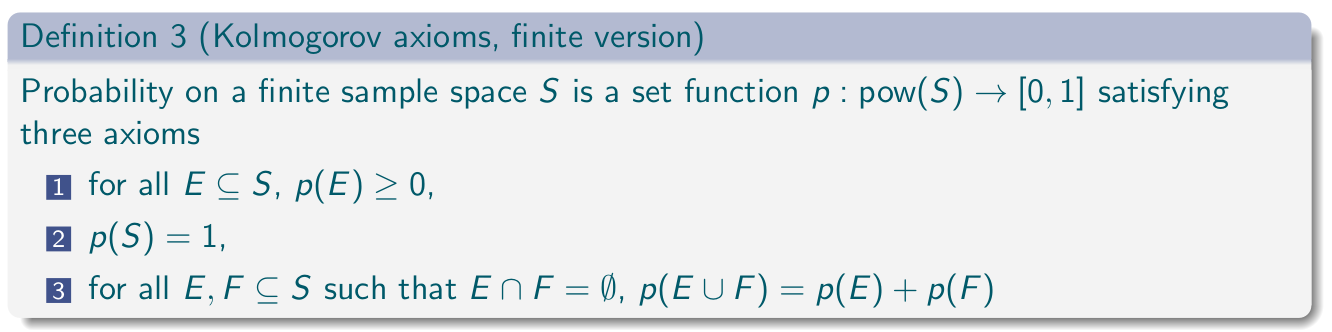 Definition 3 (Kolmogorov axioms, finite version)
Probability on a finite sample space S is a set function p : pow(S) → [0, 1] satisfying
three axioms
1 for all E ⊆ S, p(E) ≥ 0,
2 p(S) = 1,
3 for all E, F ⊆ S such that E ∩ F = ∅, p(E ∪ F) = p(E) + p(F)